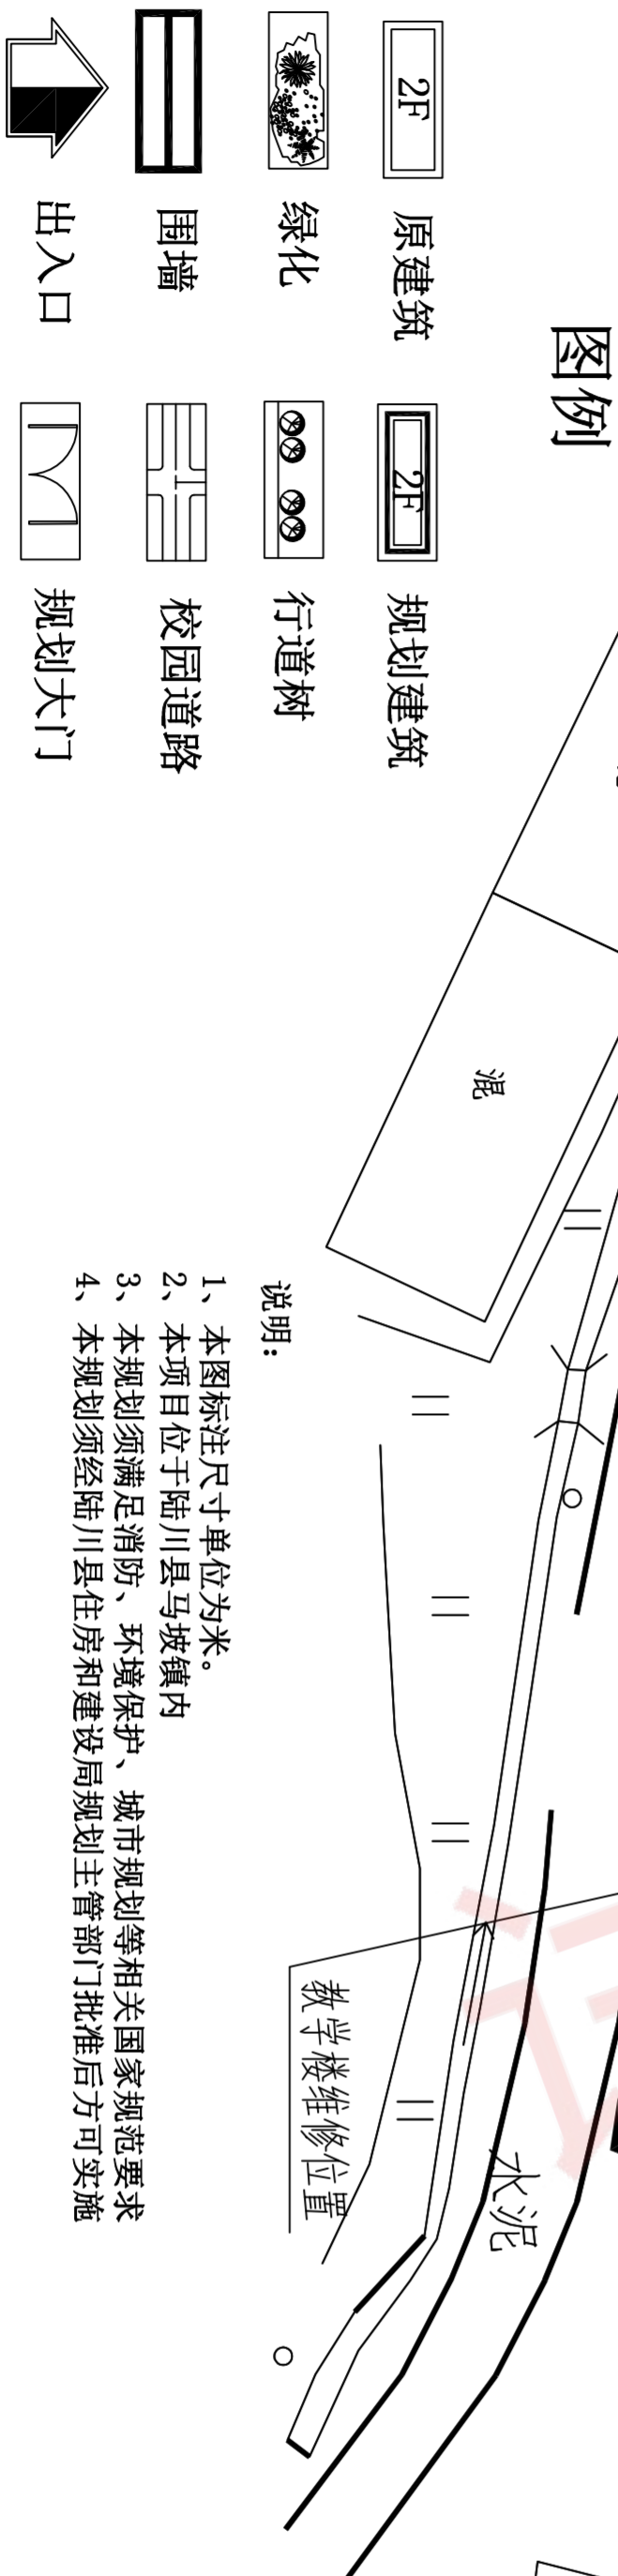 图例
2F 原建筑
2F 规划建筑
绿化
行道树
围墙
校园道路
出入口
规划大门
混
说明：
1、本图标注尺寸单位为米。
2、本项目位于陆川县马坡镇内
3、本规划须满足消防、环境保护、城市规划等相关国家规范要求
4、本规划须经陆川县住房和建设局规划主管部门批准后方可实施
教学楼维修位置
水泥